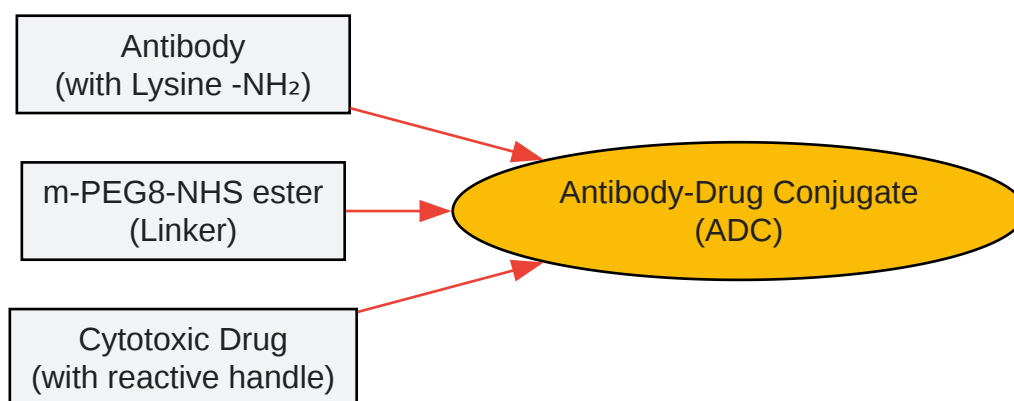 Antibody
(with Lysine -NH₂)
m-PEG8-NHS ester
(Linker)
Cytotoxic Drug
(with reactive handle)
Antibody-Drug Conjugate
(ADC)